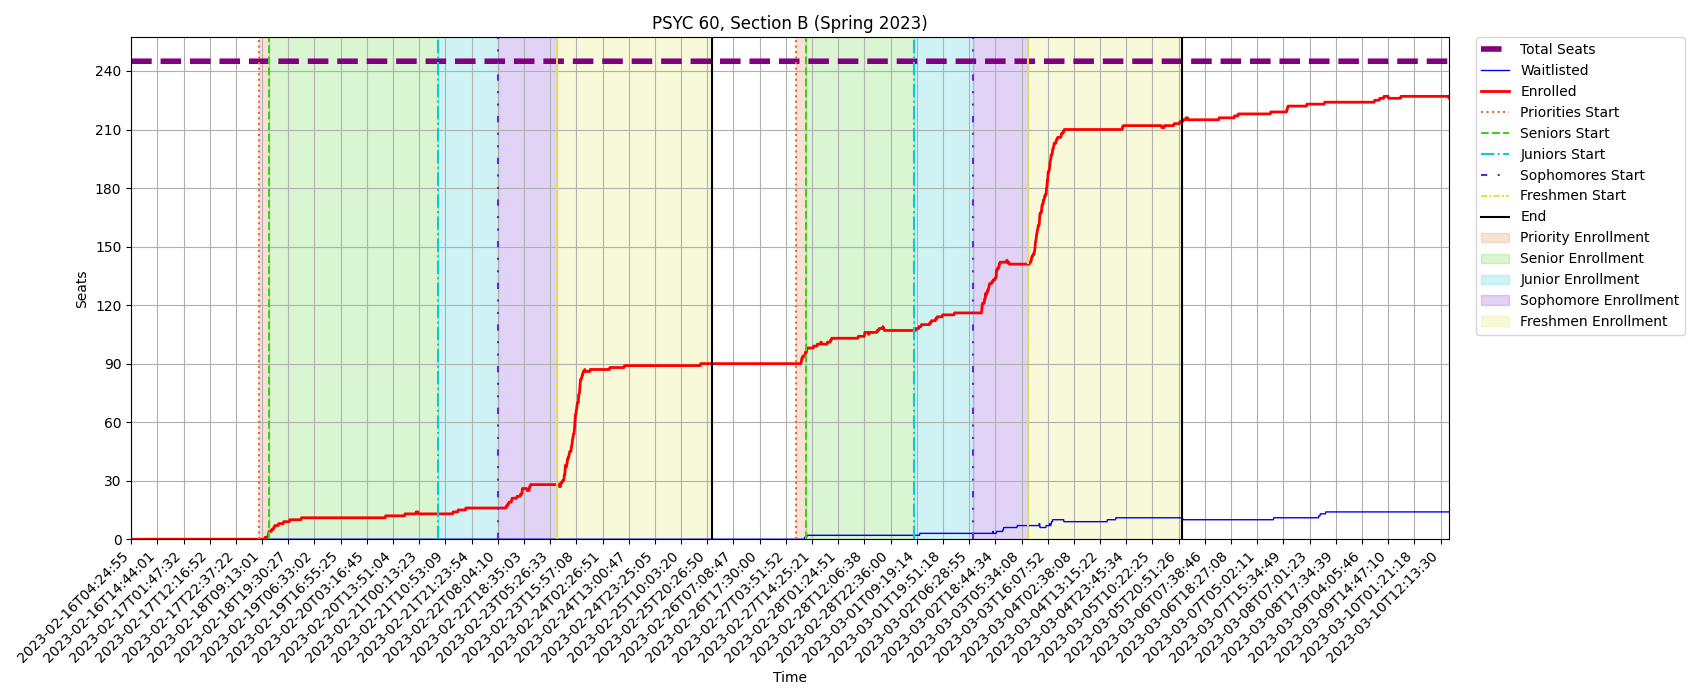 PSYC 60, Section B (Spring 2023)
Seats
240
210
180
150
120
90
60
30
0
2023-02-16T04:24:55
2023-02-16T14:44:01
2023-02-17T01:47:32
2023-02-17T12:16:52
2023-02-17T22:37:22
2023-02-18T09:13:01
2023-02-18T19:30:27
2023-02-19T06:33:02
2023-02-19T16:55:25
2023-02-20T03:16:45
2023-02-20T13:51:04
2023-02-21T00:13:23
2023-02-21T11:53:09
2023-02-21T21:23:54
2023-02-22T08:04:10
2023-02-22T18:35:03
2023-02-23T05:26:33
2023-02-23T15:57:08
2023-02-24T02:26:51
2023-02-24T13:00:47
2023-02-24T23:25:05
2023-02-25T10:03:20
2023-02-25T20:26:50
2023-02-26T07:08:47
2023-02-26T17:30:00
2023-02-27T03:51:52
2023-02-27T14:25:21
2023-02-28T01:24:51
2023-02-28T12:06:38
2023-02-28T22:36:00
2023-03-01T09:19:14
2023-03-01T19:51:18
2023-03-02T06:28:55
2023-03-02T18:44:34
2023-03-03T05:34:08
2023-03-03T16:07:52
2023-03-04T02:38:08
2023-03-04T13:15:22
2023-03-04T23:45:34
2023-03-05T10:22:25
2023-03-05T20:51:26
2023-03-06T07:38:46
2023-03-06T18:27:08
2023-03-07T05:02:11
2023-03-07T15:34:49
2023-03-08T07:01:23
2023-03-08T17:34:39
2023-03-09T04:05:46
2023-03-09T14:47:10
2023-03-10T01:21:18
2023-03-10T12:13:30
Time
Total Seats
Waitlisted
Enrolled
Priorities Start
Seniors Start
Juniors Start
Sophomores Start
Freshmen Start
End
Priority Enrollment
Senior Enrollment
Junior Enrollment
Sophomore Enrollment
Freshmen Enrollment